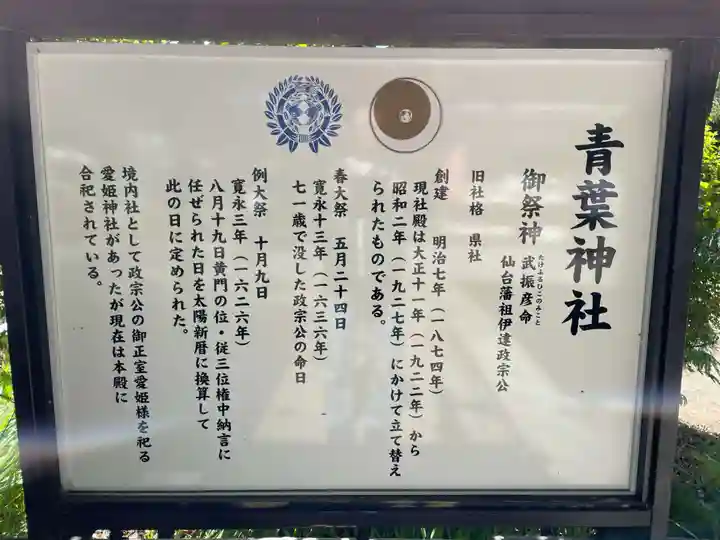 青葉神社
御祭神 武振彦命
たけふるひこのみこと
仙台藩祖伊達政宗公
旧社格 県社
創建 明治七年(一八七四年)
現社殿は大正十一年(一九二二年)から
昭和二年(一九二七年)にかけて立て替え
られたものである。
春大祭 五月二十四日
寛永十三年(一六三六年)
七一歳で没した政宗公の命日
例大祭 十月九日
寛永三年(一六二六年)
八月十九日黄門の位・従三位権中納言に
任ぜられた日を太陽新暦に換算して
此の日に定められた。
境内社として政宗公の御正室愛姫様を祀る
愛姫神社があったが現在は本殿に
合祀されている。